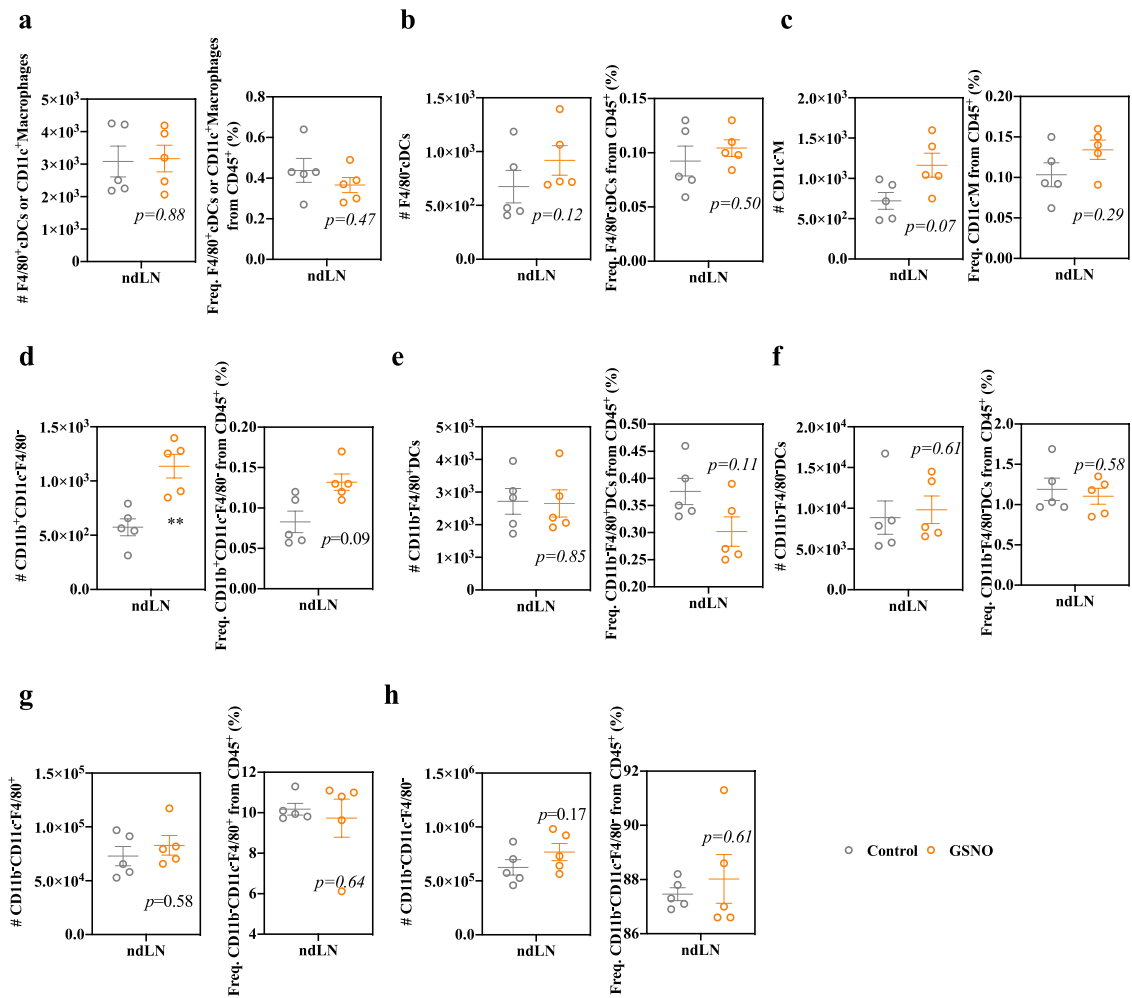 a
# F4/80⁺cDCs or CD11c⁺Macrophages
5×10³
4×10³
3×10³
2×10³
1×10³
0
p=0.88
ndLN
Freq. F4/80⁺cDCs or CD11c⁺Macrophages
from CD45⁺ (%)
0.8
0.6
0.4
0.2
0.0
p=0.47
ndLN
b
# F4/80⁻cDCs
1.5×10³
1.0×10³
5.0×10²
0.0
p=0.12
ndLN
Freq. F4/80⁻cDCs from CD45⁺ (%)
0.15
0.10
0.05
0.00
p=0.50
ndLN
c
# CD11c⁻M
2.0×10³
1.5×10³
1.0×10³
5.0×10²
0.0
p=0.07
ndLN
Freq. CD11c⁻M from CD45⁺ (%)
0.20
0.15
0.10
0.05
0.00
p=0.29
ndLN
d
# CD11b⁺CD11c⁻F4/80⁻
1.5×10³
1.0×10³
5.0×10²
0.0
**
ndLN
Freq. CD11b⁺CD11c⁻F4/80⁻ from CD45⁺ (%)
0.20
0.15
0.10
0.05
0.00
p=0.09
ndLN
e
# CD11b⁻F4/80⁺DCs
5×10³
4×10³
3×10³
2×10³
1×10³
0
p=0.85
ndLN
Freq. CD11b⁻F4/80⁺DCs from CD45⁺ (%)
0.50
0.45
0.40
0.35
0.30
0.25
0.20
p=0.11
ndLN
f
# CD11b⁻F4/80⁻DCs
2.0×10⁴
1.5×10⁴
1.0×10⁴
5.0×10³
0.0
p=0.61
ndLN
Freq. CD11b⁻F4/80⁻DCs from CD45⁺ (%)
2.0
1.5
1.0
0.5
0.0
p=0.58
ndLN
g
# CD11b⁻CD11c⁻F4/80⁺
1.5×10⁵
1.0×10⁵
5.0×10⁴
0.0
p=0.58
ndLN
Freq. CD11b⁻CD11c⁻F4/80⁺ from CD45⁺ (%)
12
10
8
6
4
p=0.64
ndLN
h
# CD11b⁻CD11c⁻F4/80⁻
1.5×10⁶
1.0×10⁶
5.0×10⁵
0.0
p=0.17
ndLN
Freq. CD11b⁻CD11c⁻F4/80⁻ from CD45⁺ (%)
92
90
88
86
p=0.61
ndLN
Control
GSNO